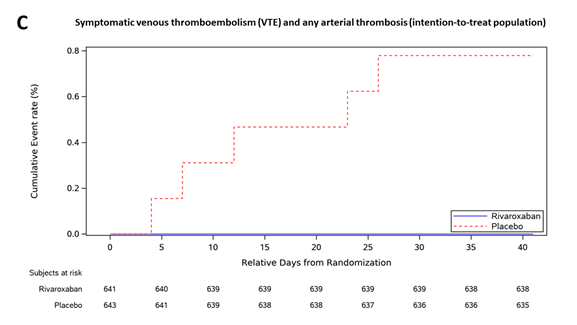 C
Symptomatic venous thromboembolism (VTE) and any arterial thrombosis (intention-to-treat population)
Cumulative Event rate (%)
0.8
0.6
0.4
0.2
0.0
Rivaroxaban
Placebo
0 5 10 15 20 25 30 35 40
Relative Days from Randomization
Subjects at risk
Rivaroxaban 641 640 639 639 639 639 639 638 638
Placebo 643 641 639 638 638 637 636 636 635